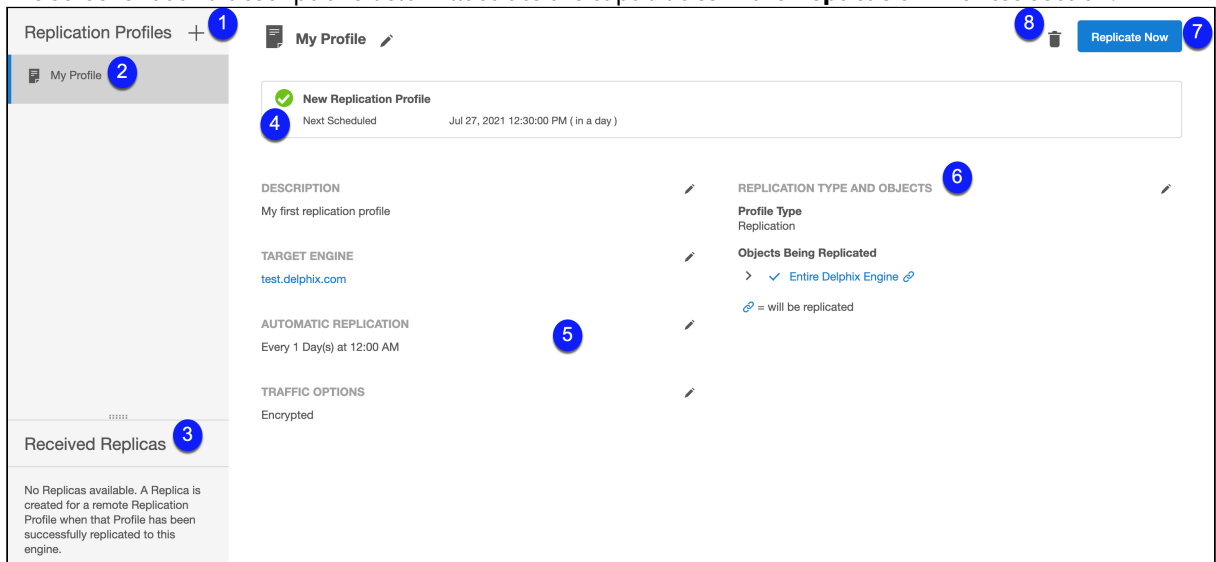 Replication Profiles + 1
My Profile 2
Received Replicas 3
No Replicas available. A Replica is
created for a remote Replication
Profile when that Profile has been
successfully replicated to this
engine.
My Profile
8
Replicate Now 7
New Replication Profile
4 Next Scheduled Jul 27, 2021 12:30:00 PM ( in a day )
DESCRIPTION
My first replication profile
TARGET ENGINE
test.delphix.com
AUTOMATIC REPLICATION
Every 1 Day(s) at 12:00 AM
5
TRAFFIC OPTIONS
Encrypted
REPLICATION TYPE AND OBJECTS 6
Profile Type
Replication
Objects Being Replicated
Entire Delphix Engine
= will be replicated